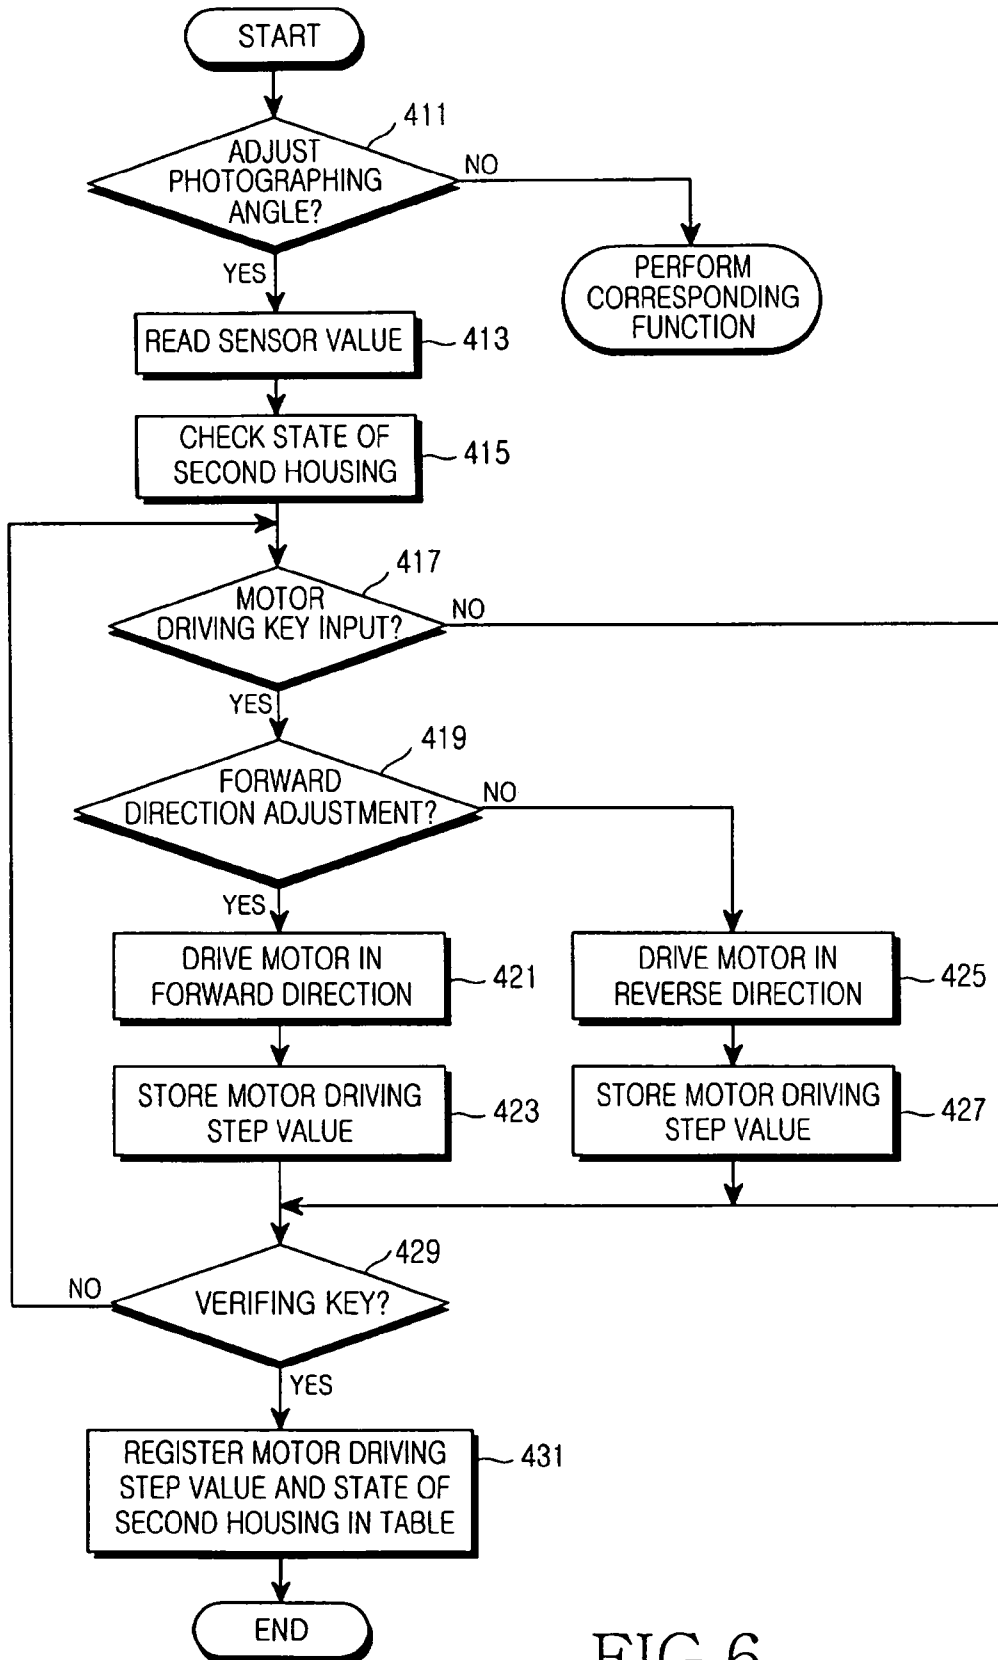 START
411
ADJUST
PHOTOGRAPHING
ANGLE?
NO
YES
PERFORM
CORRESPONDING
FUNCTION
READ SENSOR VALUE
413
CHECK STATE OF
SECOND HOUSING
415
417
MOTOR
DRIVING KEY INPUT?
NO
YES
419
FORWARD
DIRECTION ADJUSTMENT?
NO
YES
DRIVE MOTOR IN
FORWARD DIRECTION
421
DRIVE MOTOR IN
REVERSE DIRECTION
425
STORE MOTOR DRIVING
STEP VALUE
423
STORE MOTOR DRIVING
STEP VALUE
427
429
VERIFING KEY?
NO
YES
REGISTER MOTOR DRIVING
STEP VALUE AND STATE OF
SECOND HOUSING IN TABLE
431
END
FIG.6